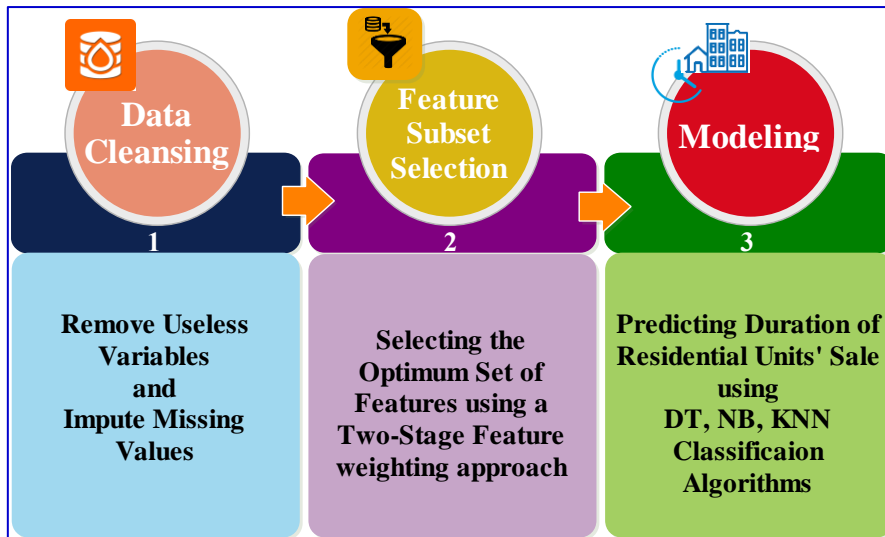 Data
Cleansing
Feature
Subset
Selection
Modeling
1
2
3
Remove Useless
Variables
and
Impute Missing
Values
Selecting the
Optimum Set of
Features using a
Two-Stage Feature
weighting approach
Predicting Duration of
Residential Units' Sale
using
DT, NB, KNN
Classificaion
Algorithms